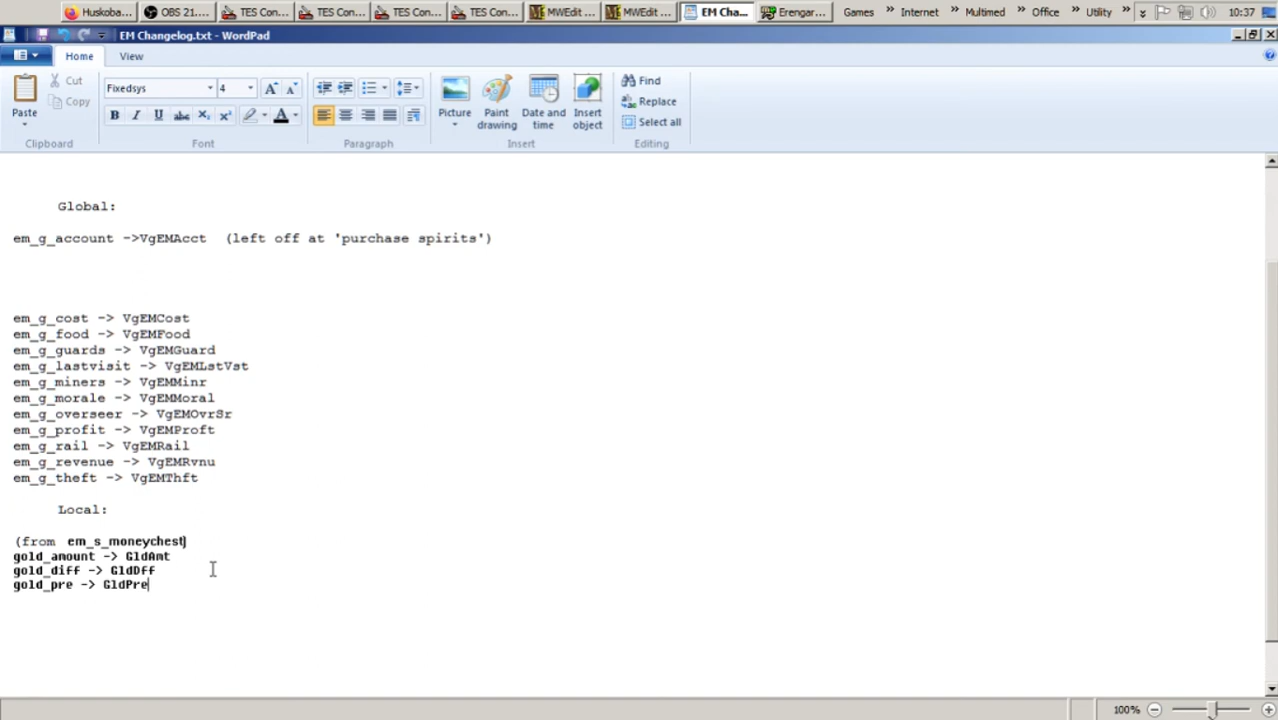 Huskoba...
OBS 21....
TES Con...
TES Con...
TES Con...
TES Con...
MWEdit ...
MWEdit ...
EM Cha...
Erengar...
Games
»
Internet
»
Multimed
»
Office
»
Utility
»
10:37
EM Changelog.txt - WordPad
Home
View
Paste
Cut
Copy
Clipboard
Fixedsys
4
Font
Paragraph
Picture
Paint drawing
Date and time
Insert object
Insert
Find
Replace
Select all
Editing
Global:
em_g_account ->VgEMAcct (left off at 'purchase spirits')
em_g_cost -> VgEMCost
em_g_food -> VgEMFood
em_g_guards -> VgEMGuard
em_g_lastvisit -> VgEMLstVst
em_g_miners -> VgEMMinr
em_g_morale -> VgEMMoral
em_g_overseer -> VgEMOvrSr
em_g_profit -> VgEMProft
em_g_rail -> VgEMRail
em_g_revenue -> VgEMRvnu
em_g_theft -> VgEMThft
Local:
(from em_s_moneychest)
gold_amount -> GldAmt
gold_diff -> GldDff
gold_pre -> GldPre
100%